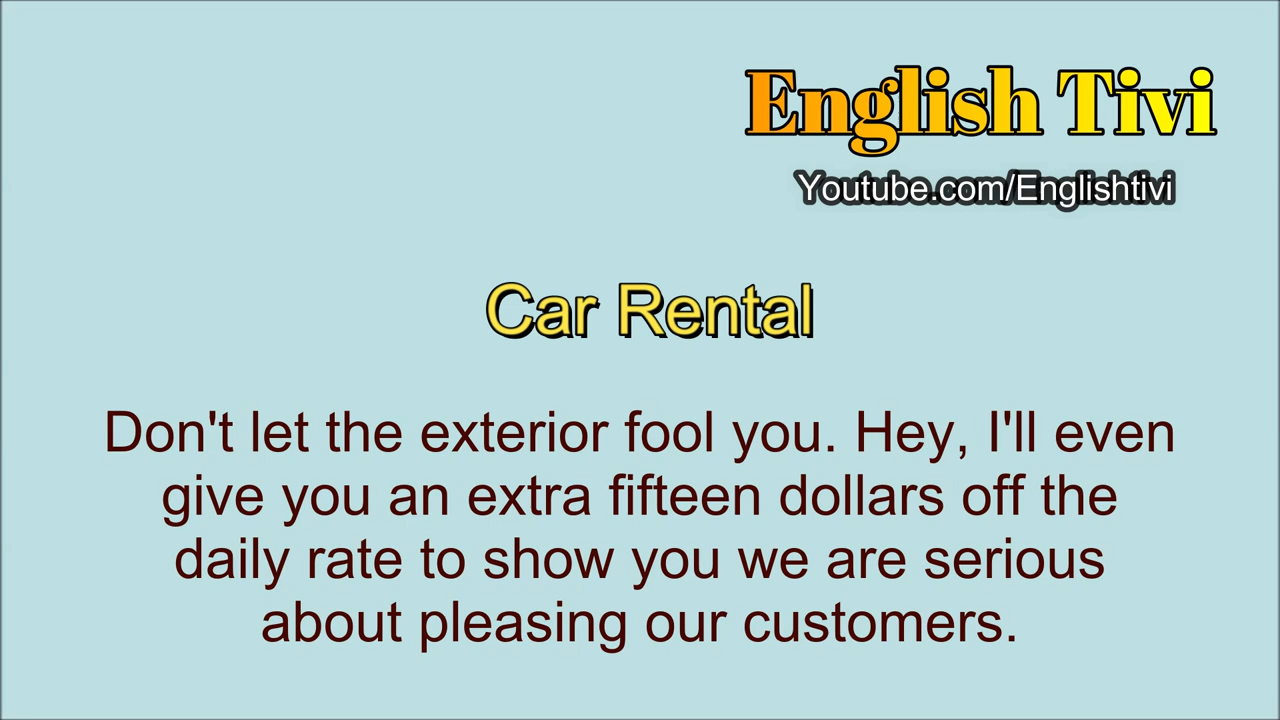 English Tivi
Youtube.com/Englishtivi
Car Rental
Don't let the exterior fool you. Hey, I'll even
give you an extra fifteen dollars off the
daily rate to show you we are serious
about pleasing our customers.